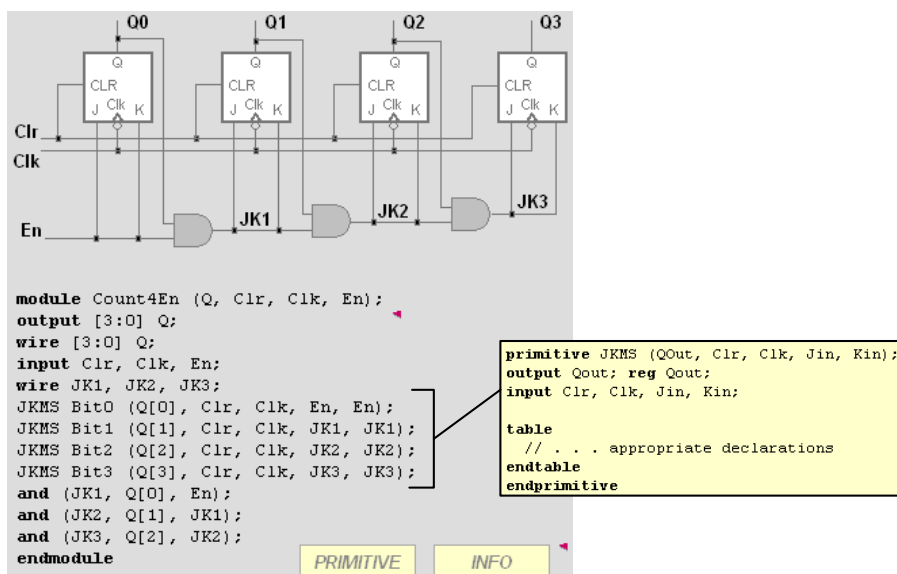 Q0 Q1 Q2 Q3
Q Q Q Q
CLR CLR CLR CLR
J Clk K J Clk K J Clk K J Clk K
Clr
Clk
JK1 JK2 JK3
En
module Count4En (Q, Clr, Clk, En);
output [3:0] Q;
wire [3:0] Q;
input Clr, Clk, En;
wire JK1, JK2, JK3;
JKMS Bit0 (Q[0], Clr, Clk, En, En);
JKMS Bit1 (Q[1], Clr, Clk, JK1, JK1);
JKMS Bit2 (Q[2], Clr, Clk, JK2, JK2);
JKMS Bit3 (Q[3], Clr, Clk, JK3, JK3);
and (JK1, Q[0], En);
and (JK2, Q[1], JK1);
and (JK3, Q[2], JK2);
endmodule
PRIMITIVE INFO
primitive JKMS (QOut, Clr, Clk, Jin, Kin);
output Qout; reg Qout;
input Clr, Clk, Jin, Kin;
table
// . . . appropriate declarations
endtable
endprimitive